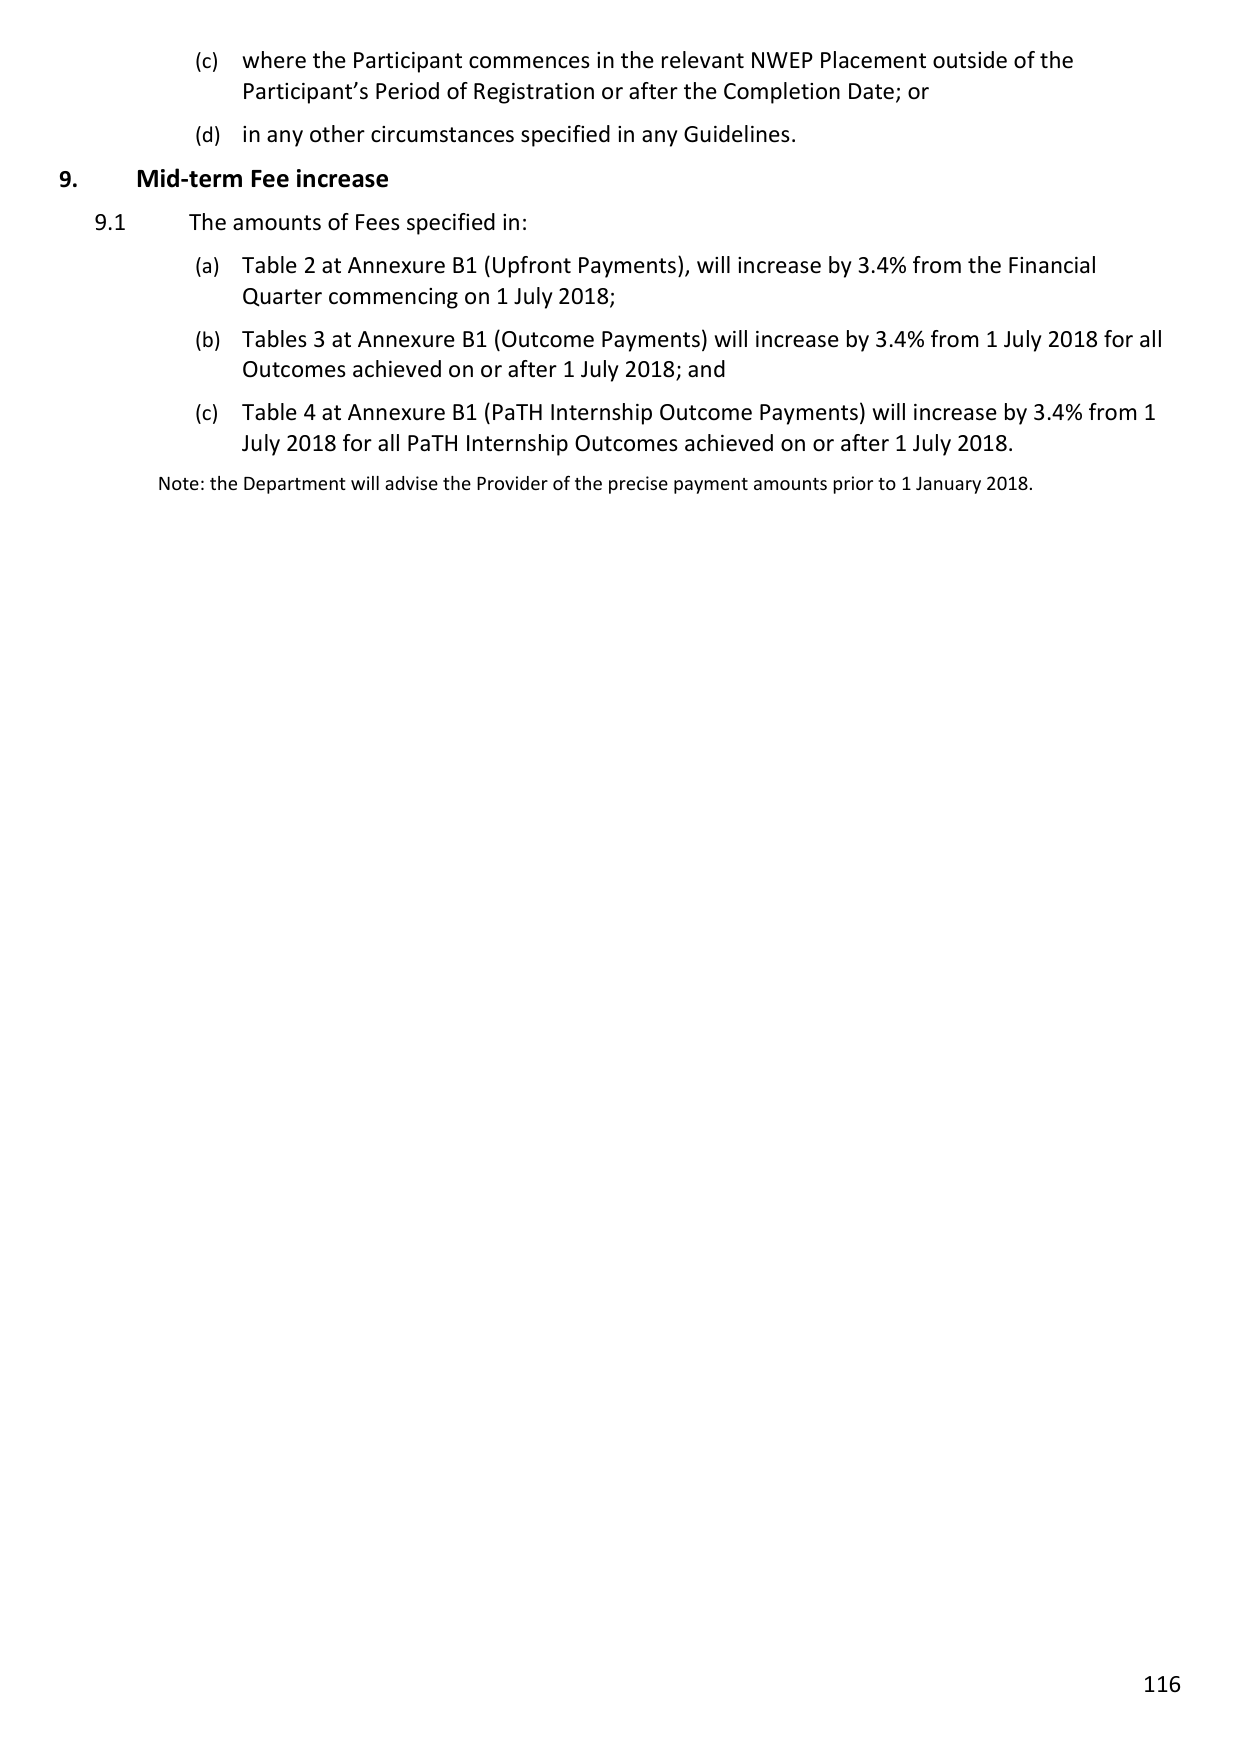 (c) where the Participant commences in the relevant NWEP Placement outside of the
Participant’s Period of Registration or after the Completion Date; or
(d) in any other circumstances specified in any Guidelines.
9. Mid-term Fee increase
9.1 The amounts of Fees specified in:
(a) Table 2 at Annexure B1 (Upfront Payments), will increase by 3.4% from the Financial
Quarter commencing on 1 July 2018;
(b) Tables 3 at Annexure B1 (Outcome Payments) will increase by 3.4% from 1 July 2018 for all
Outcomes achieved on or after 1 July 2018; and
(c) Table 4 at Annexure B1 (PaTH Internship Outcome Payments) will increase by 3.4% from 1
July 2018 for all PaTH Internship Outcomes achieved on or after 1 July 2018.
Note: the Department will advise the Provider of the precise payment amounts prior to 1 January 2018.
116